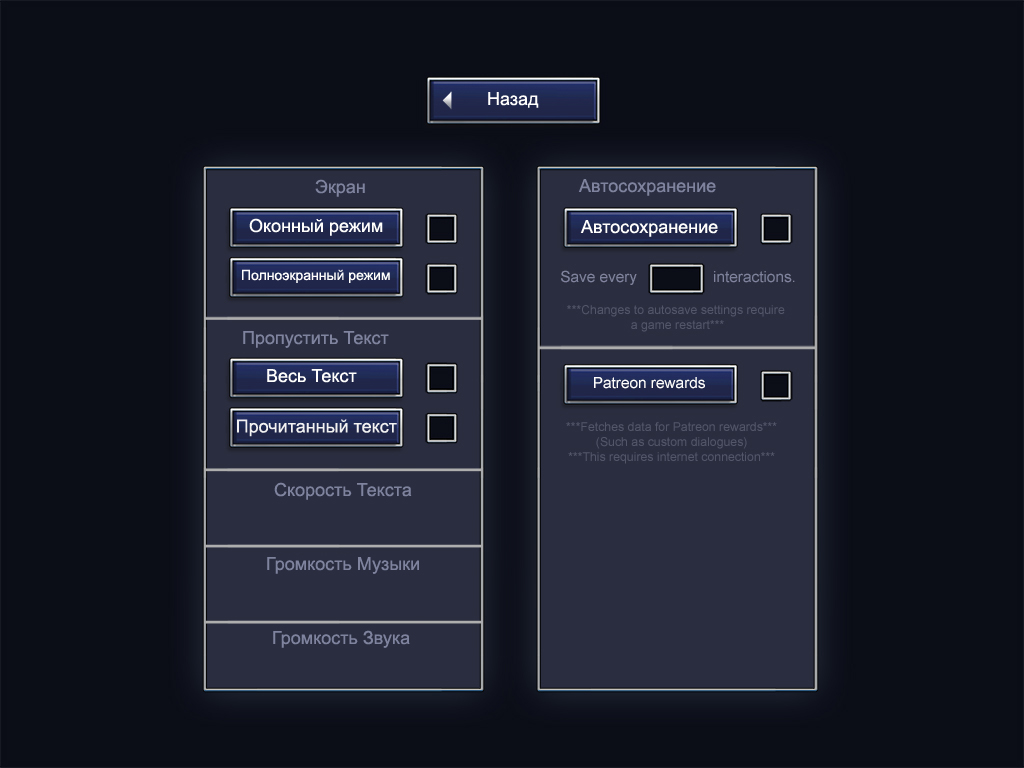 Назад
Экран
Оконный режим
Полноэкранный режим
Пропустить Текст
Весь Текст
Прочитанный текст
Скорость Текста
Громкость Музыки
Громкость Звука
Автосохранение
Автосохранение
Save every interactions.
***Changes to autosave settings require
a game restart***
Patreon rewards
***Fetches data for Patreon rewards***
(Such as custom dialogues)
***This requires internet connection***